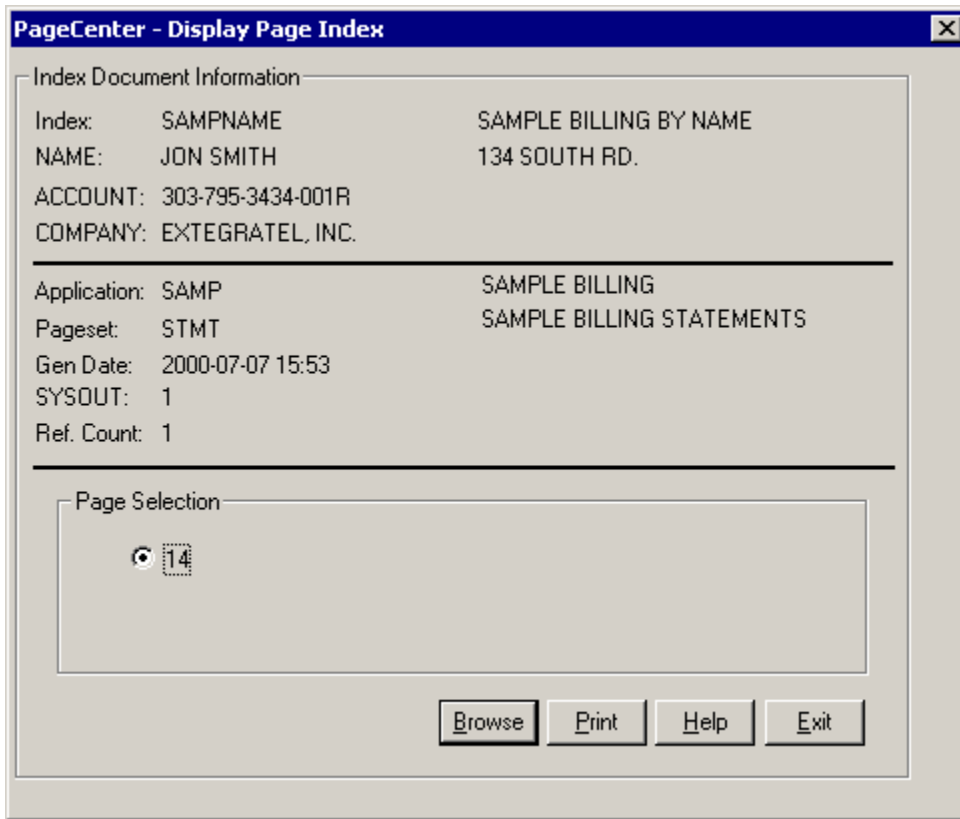 PageCenter - Display Page Index
Index Document Information
Index: SAMPNAME SAMPLE BILLING BY NAME
NAME: JON SMITH 134 SOUTH RD.
ACCOUNT: 303-795-3434-001R
COMPANY: EXTEGRATEL, INC.
Application: SAMP SAMPLE BILLING
Pageset: STMT SAMPLE BILLING STATEMENTS
Gen Date: 2000-07-07 15:53
SYSOUT: 1
Ref. Count: 1
Page Selection
14
Browse Print Help Exit